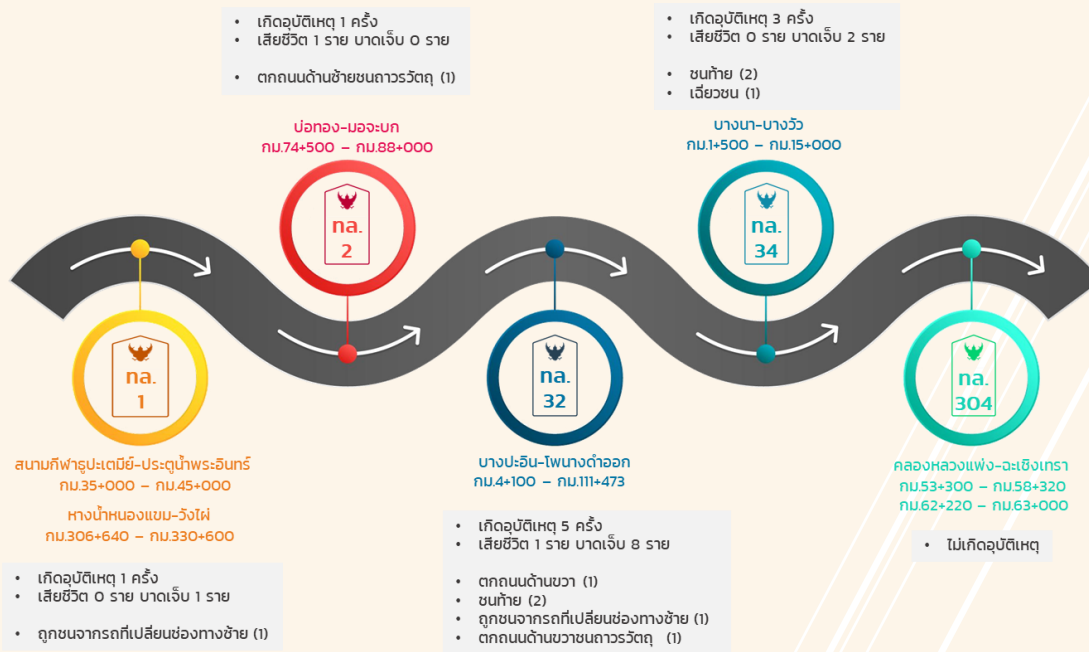 • เกิดอุบัติเหตุ 1 ครั้ง
• เสียชีวิต 1 ราย บาดเจ็บ 0 ราย
• ตกถนนด้านซ้ายชนถาวรวัตถุ (1)
บ่อทอง-มอจะบก
กม.74+500 – กม.88+000
ทล.
2
• เกิดอุบัติเหตุ 3 ครั้ง
• เสียชีวิต 0 ราย บาดเจ็บ 2 ราย
• ชนท้าย (2)
• เฉี่ยวชน (1)
บางนา-บางวัว
กม.1+500 – กม.15+000
ทล.
34
ทล.
1
สนามกีฬาธูปะเตมีย์-ประตูน้ำพระอินทร์
กม.35+000 – กม.45+000
หางน้ำหนองแขม-วังไผ่
กม.306+640 – กม.330+600
• เกิดอุบัติเหตุ 1 ครั้ง
• เสียชีวิต 0 ราย บาดเจ็บ 1 ราย
• ถูกชนจากรถที่เปลี่ยนช่องทางซ้าย (1)
ทล.
32
บางปะอิน-โพนางดำออก
กม.4+100 – กม.111+473
• เกิดอุบัติเหตุ 5 ครั้ง
• เสียชีวิต 1 ราย บาดเจ็บ 8 ราย
• ตกถนนด้านขวา (1)
• ชนท้าย (2)
• ถูกชนจากรถที่เปลี่ยนช่องทางซ้าย (1)
• ตกถนนด้านขวาชนถาวรวัตถุ (1)
ทล.
304
คลองหลวงแพ่ง-ฉะเชิงเทรา
กม.53+300 – กม.58+320
กม.62+220 – กม.63+000
• ไม่เกิดอุบัติเหตุ